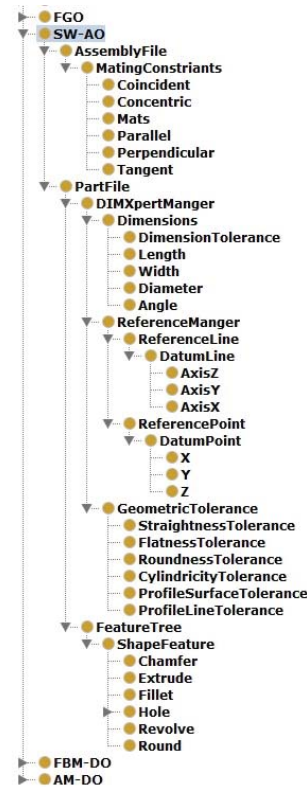 FGO
SW-AO
AssemblyFile
MatingConstriants
Coincident
Concentric
Mats
Parallel
Perpendicular
Tangent
PartFile
DIMXpertManger
Dimensions
DimensionTolerance
Length
Width
Diameter
Angle
ReferenceManger
ReferenceLine
DatumLine
AxisZ
AxisY
AxisX
ReferencePoint
DatumPoint
X
Y
Z
GeometricTolerance
StraightnessTolerance
FlatnessTolerance
RoundnessTolerance
CylindricityTolerance
ProfileSurfaceTolerance
ProfileLineTolerance
FeatureTree
ShapeFeature
Chamfer
Extrude
Fillet
Hole
Revolve
Round
FBM-DO
AM-DO